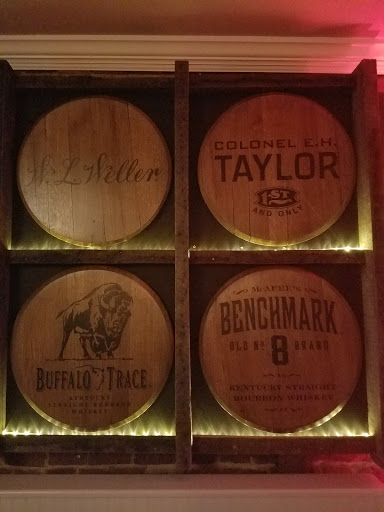 W. L. Weller
COLONEL E.H.
TAYLOR
1ST
AND ONLY
BUFFALO TRACE
KENTUCKY
STRAIGHT BOURBON
WHISKEY
McAFEE'S
BENCHMARK
OLD No. BRAND
8
KENTUCKY STRAIGHT
BOURBON WHISKEY